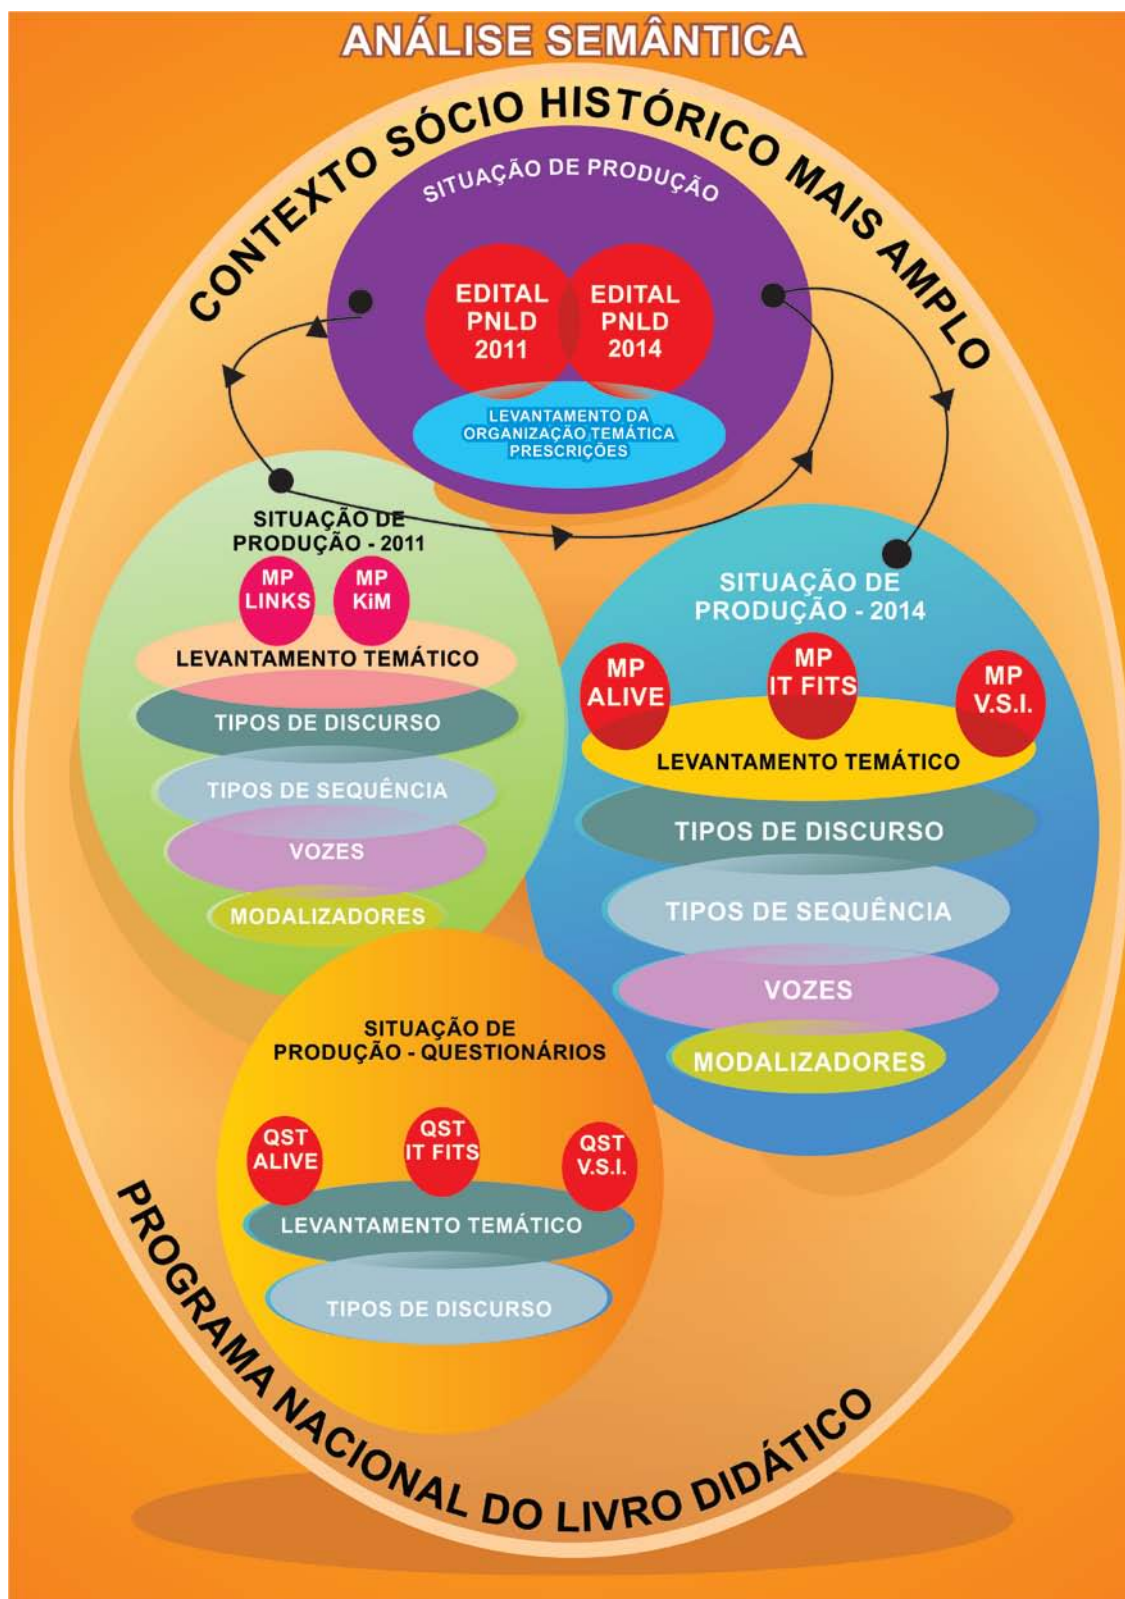 ANÁLISE SEMÂNTICA
CONTEXTO SÓCIO HISTÓRICO MAIS AMPLO
SITUAÇÃO DE PRODUÇÃO
EDITAL
PNLD
2011
EDITAL
PNLD
2014
LEVANTAMENTO DA
ORGANIZAÇÃO TEMÁTICA
PRESCRIÇÕES
SITUAÇÃO DE
PRODUÇÃO - 2011
MP
LINKS
MP
KiM
LEVANTAMENTO TEMÁTICO
TIPOS DE DISCURSO
TIPOS DE SEQUÊNCIA
VOZES
MODALIZADORES
SITUAÇÃO DE
PRODUÇÃO - 2014
MP
ALIVE
MP
IT FITS
MP
V.S.I.
LEVANTAMENTO TEMÁTICO
TIPOS DE DISCURSO
TIPOS DE SEQUÊNCIA
VOZES
MODALIZADORES
SITUAÇÃO DE
PRODUÇÃO - QUESTIONÁRIOS
QST
ALIVE
QST
IT FITS
QST
V.S.I.
LEVANTAMENTO TEMÁTICO
TIPOS DE DISCURSO
PROGRAMA NACIONAL DO LIVRO DIDÁTICO